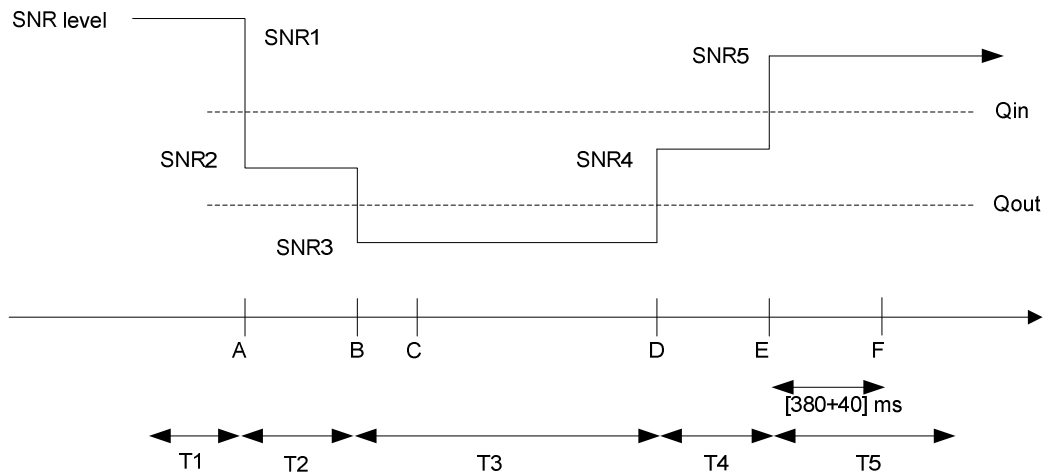 SNR level
SNR1
SNR5
Qin
SNR2
SNR4
Qout
SNR3
A
B
C
D
E
F
[380+40] ms
T1
T2
T3
T4
T5